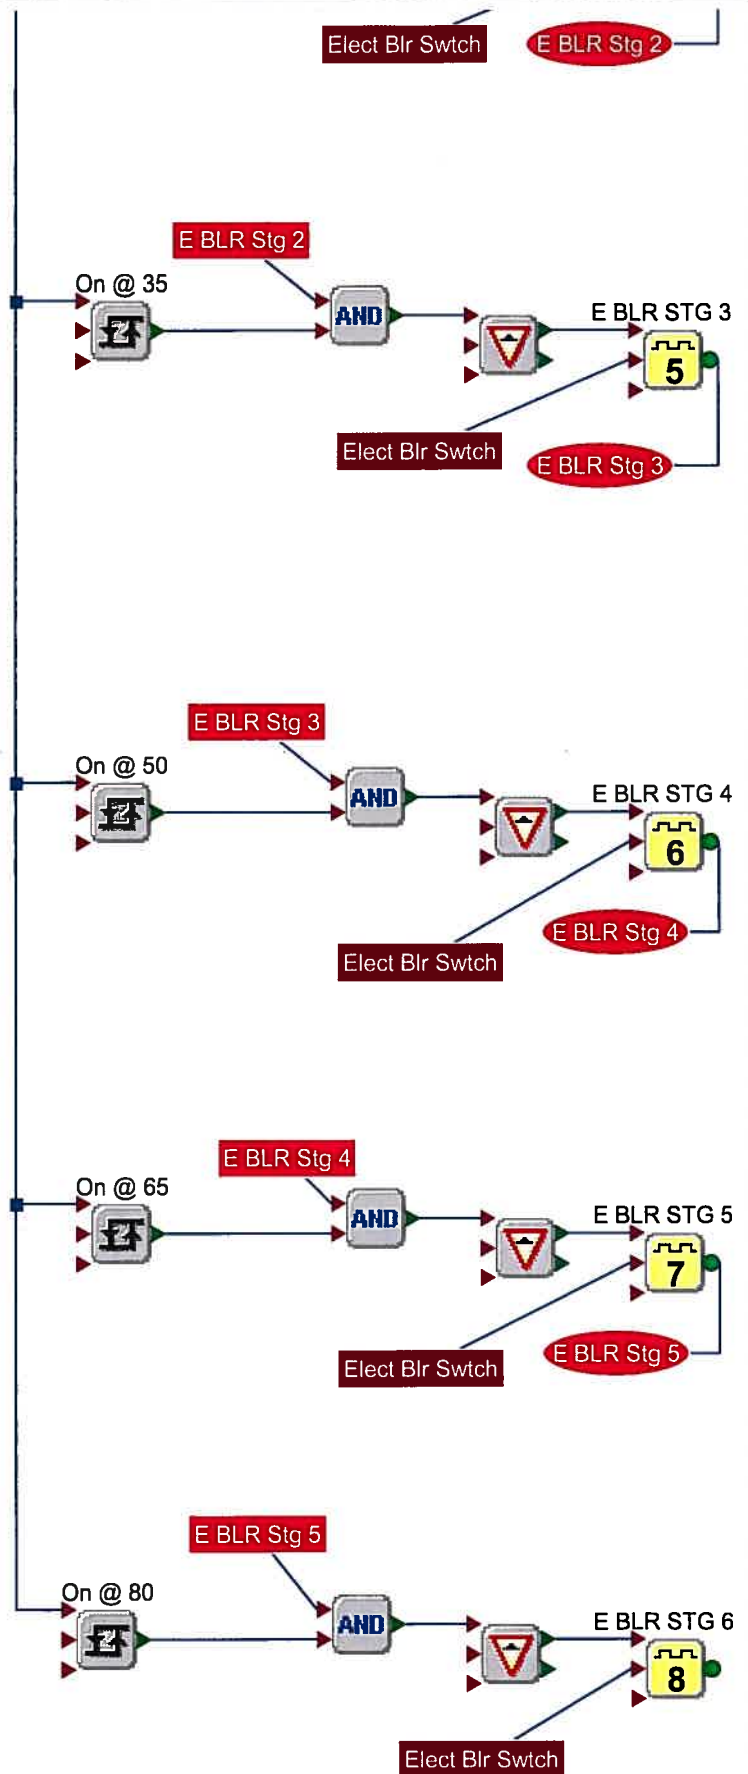 Elect Blr Swtch
E BLR Stg 2
E BLR Stg 2
On @ 35
AND
E BLR STG 3
5
Elect Blr Swtch
E BLR Stg 3
E BLR Stg 3
On @ 50
AND
E BLR STG 4
6
E BLR Stg 4
Elect Blr Swtch
E BLR Stg 4
On @ 65
AND
E BLR STG 5
7
Elect Blr Swtch
E BLR Stg 5
E BLR Stg 5
On @ 80
AND
E BLR STG 6
8
Elect Blr Swtch